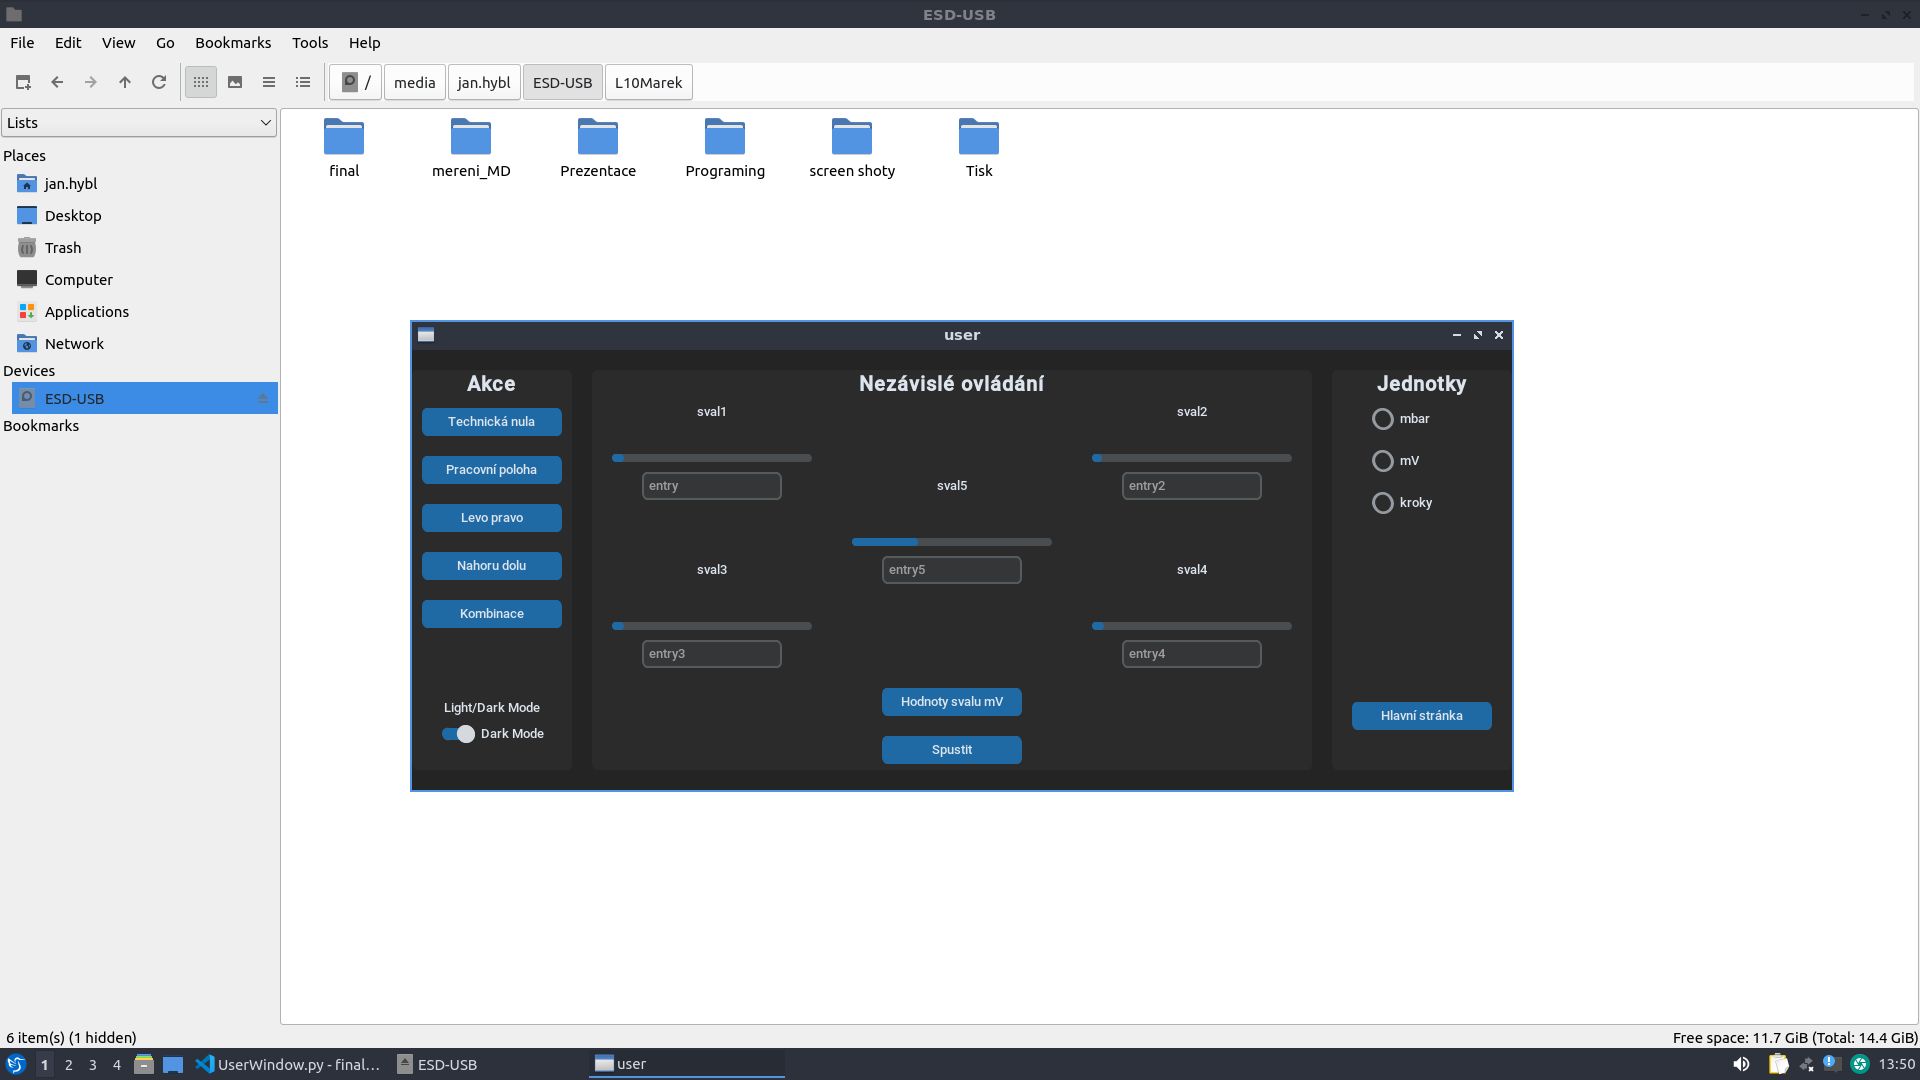 ESD-USB
File Edit View Go Bookmarks Tools Help
/ media jan.hybl ESD-USB L10Marek
Lists
Places
jan.hybl
Desktop
Trash
Computer
Applications
Network
Devices
ESD-USB
Bookmarks
final mereni_MD Prezentace Programing screen shoty Tisk
user
Akce
Technická nula
Pracovní poloha
Levo pravo
Nahoru dolu
Kombinace
Light/Dark Mode
Dark Mode
Nezávislé ovládání
sval1
entry
sval2
entry2
sval5
entry5
sval3
entry3
sval4
entry4
Hodnoty svalu mV
Spustit
Jednotky
mbar
mV
kroky
Hlavní stránka
6 item(s) (1 hidden)
Free space: 11.7 GiB (Total: 14.4 GiB)
1 2 3 4 UserWindow.py - final... ESD-USB user 13:50